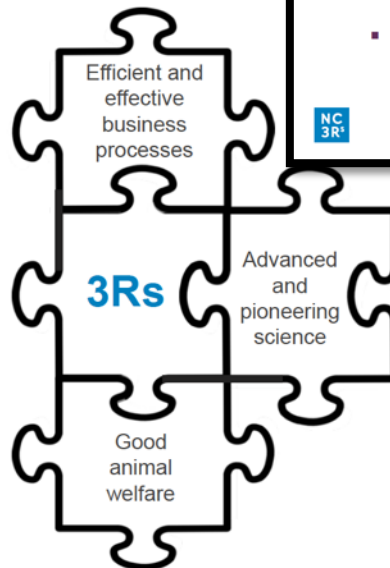 Efficient and
effective
business
processes
NC
3Rs
3Rs
Advanced
and
pioneering
science
Good
animal
welfare